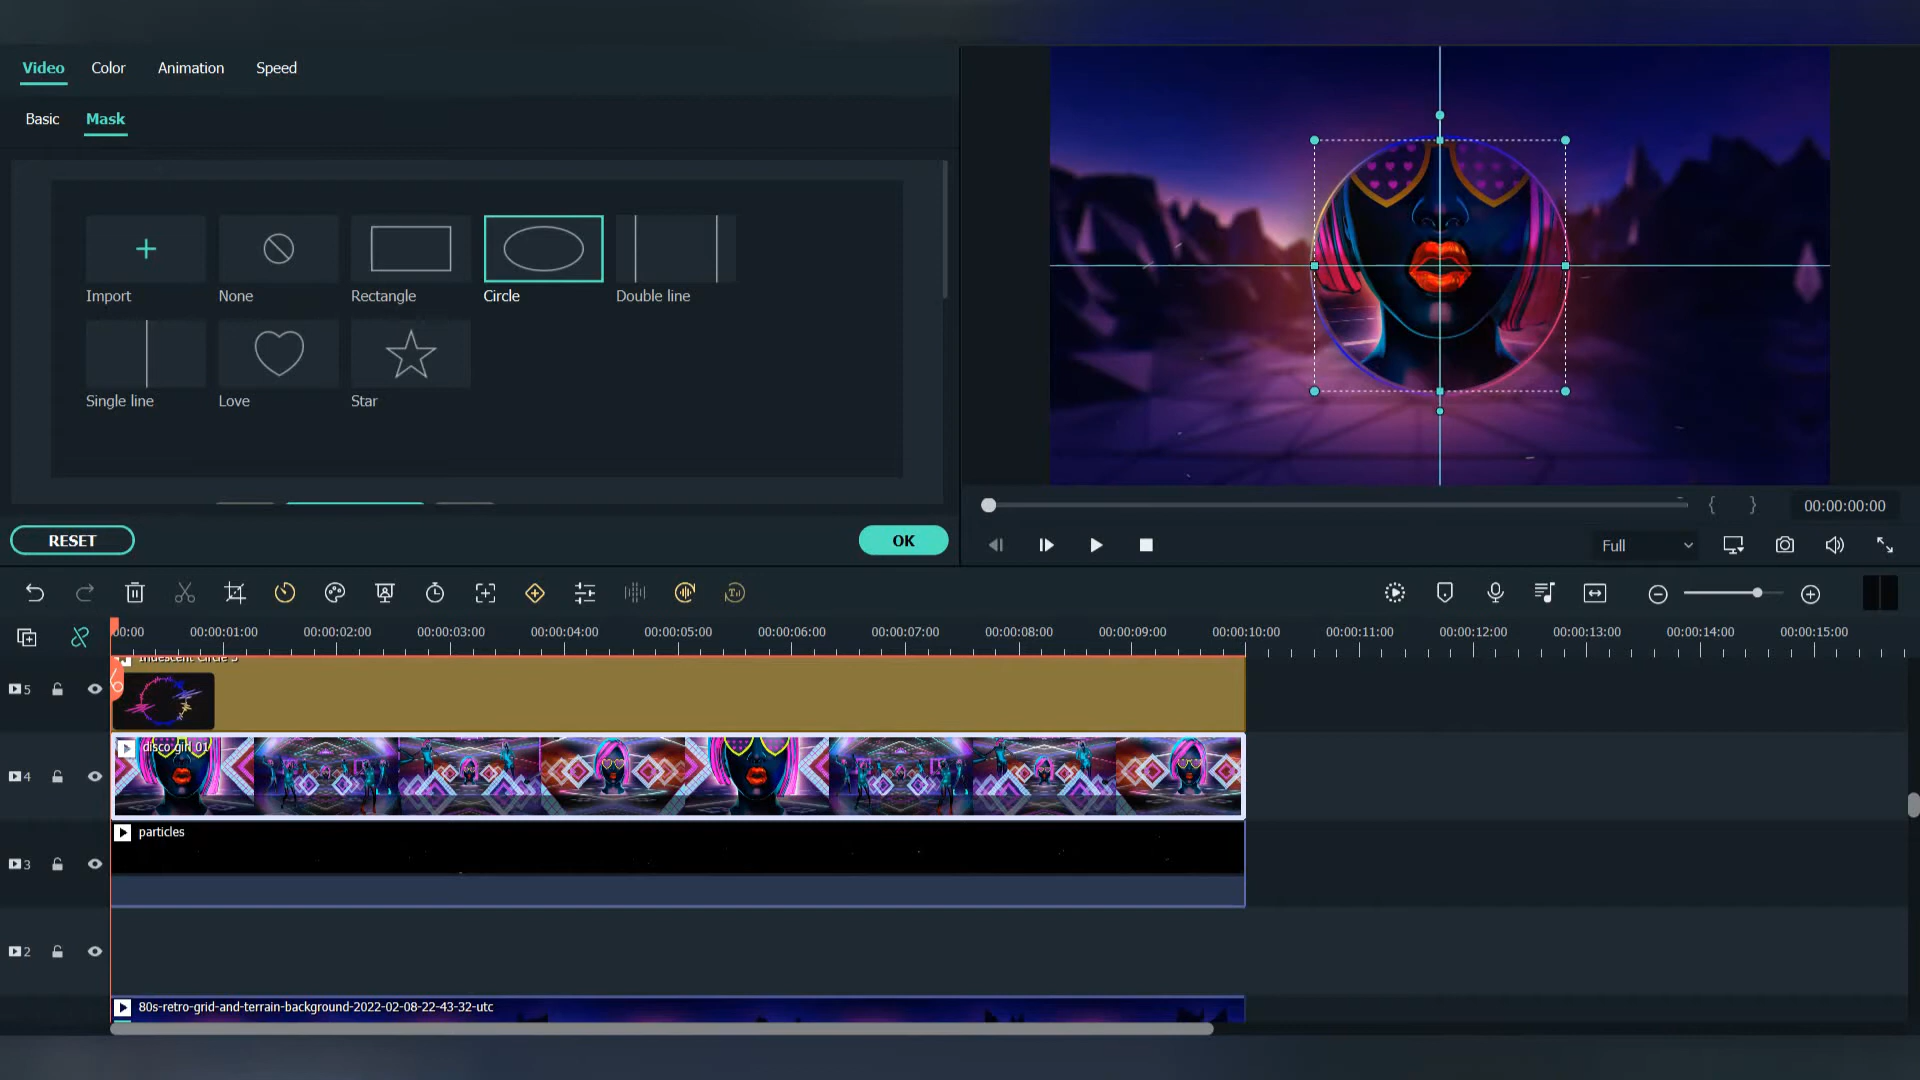 Video Color Animation Speed
Basic Mask
Import None Rectangle Circle Double line
Single line Love Star
RESET OK
{ } 00:00:00:00
Full
00:00 00:00:01:00 00:00:02:00 00:00:03:00 00:00:04:00 00:00:05:00 00:00:06:00 00:00:07:00 00:00:08:00 00:00:09:00 00:00:10:00 00:00:11:00 00:00:12:00 00:00:13:00 00:00:14:00 00:00:15:00
Iridescent Circle 3
5
disco girl 01
4
particles
3
2
80s-retro-grid-and-terrain-background-2022-02-08-22-43-32-utc